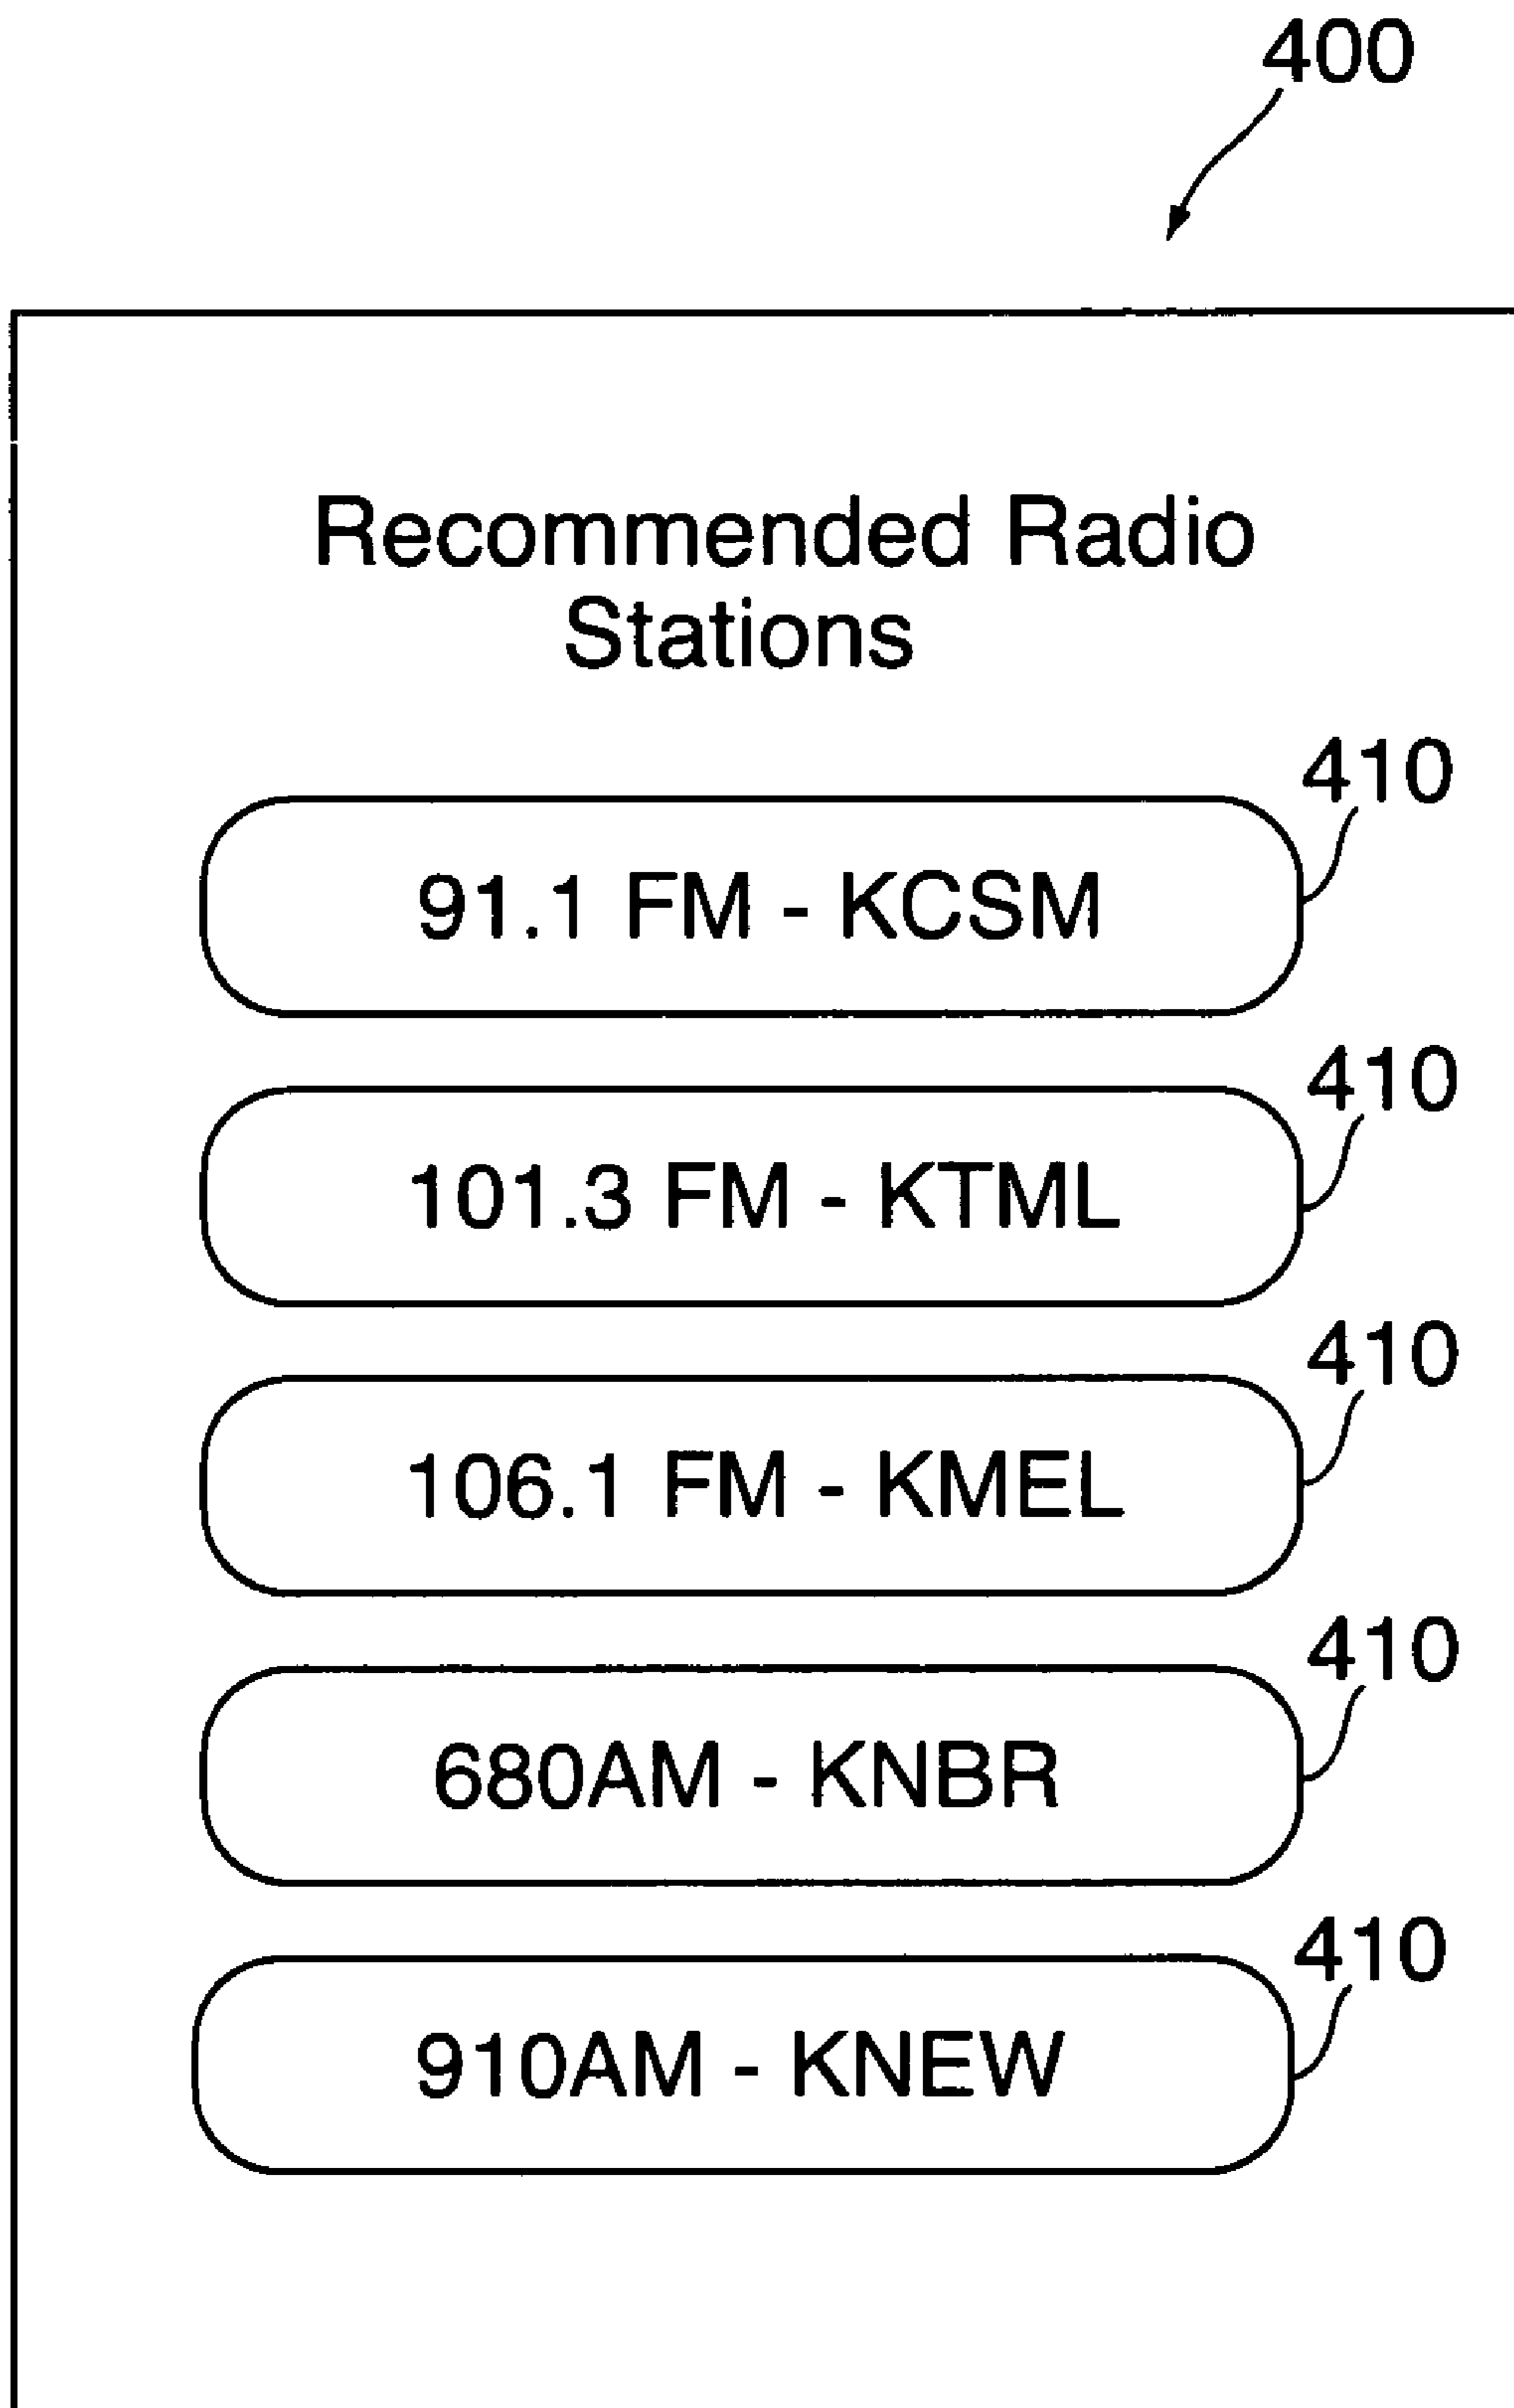 400
Recommended Radio
Stations
410
91.1 FM - KCSM
410
101.3 FM - KTML
410
106.1 FM - KMEL
410
680AM - KNBR
410
910AM - KNEW